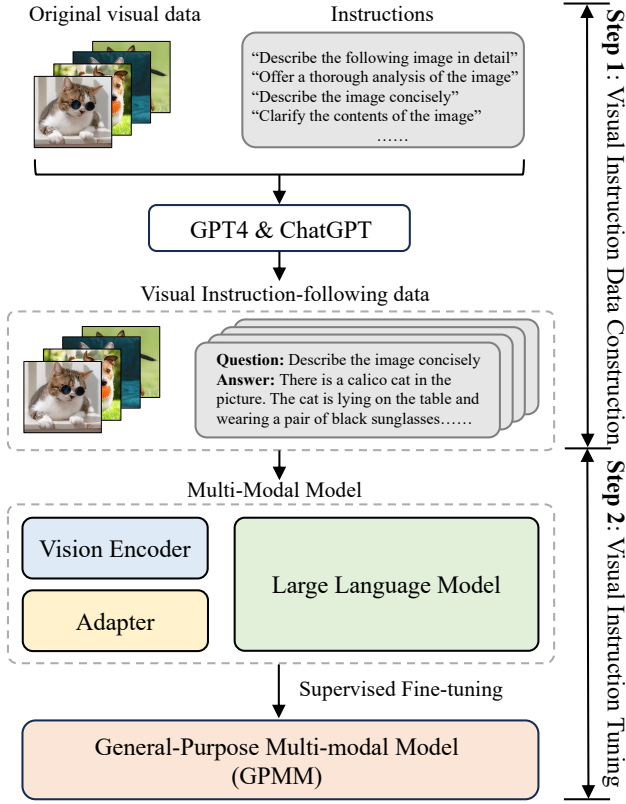 Original visual data
Instructions
“Describe the following image in detail”
“Offer a thorough analysis of the image”
“Describe the image concisely”
“Clarify the contents of the image”
……
GPT4 & ChatGPT
Visual Instruction-following data
Question: Describe the image concisely
Answer: There is a calico cat in the
picture. The cat is lying on the table and
wearing a pair of black sunglasses……
Multi-Modal Model
Vision Encoder
Adapter
Large Language Model
Supervised Fine-tuning
General-Purpose Multi-modal Model
(GPMM)
Step 1: Visual Instruction Data Construction
Step 2: Visual Instruction Tuning